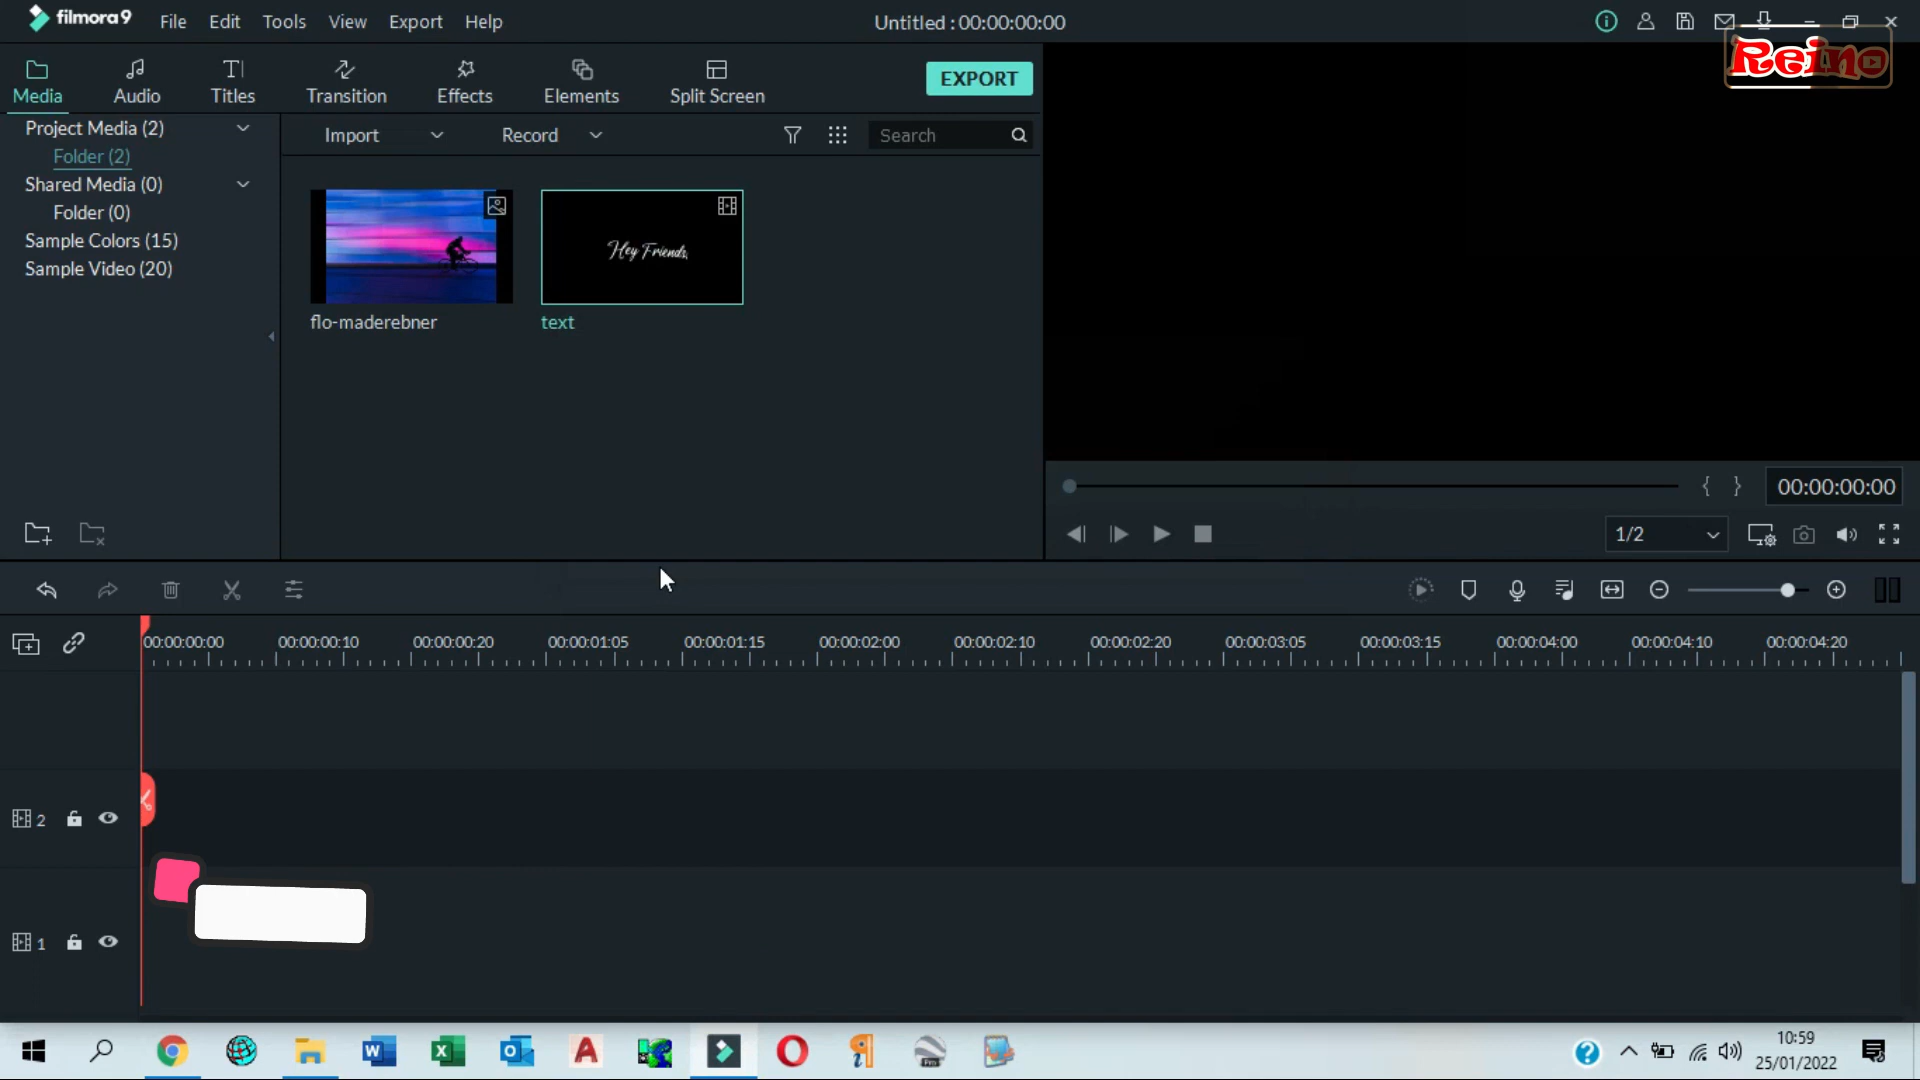 filmora9 File Edit Tools View Export Help Untitled : 00:00:00:00
Reino
Media Audio Titles Transition Effects Elements Split Screen EXPORT
Project Media (2)
Folder (2)
Shared Media (0)
Folder (0)
Sample Colors (15)
Sample Video (20)
Import Record Search
Hey Friends,
flo-maderebner text
00:00:00:00
1/2
00:00:00:00 00:00:00:10 00:00:00:20 00:00:01:05 00:00:01:15 00:00:02:00 00:00:02:10 00:00:02:20 00:00:03:05 00:00:03:15 00:00:04:00 00:00:04:10 00:00:04:20
2
1
10:59
25/01/2022